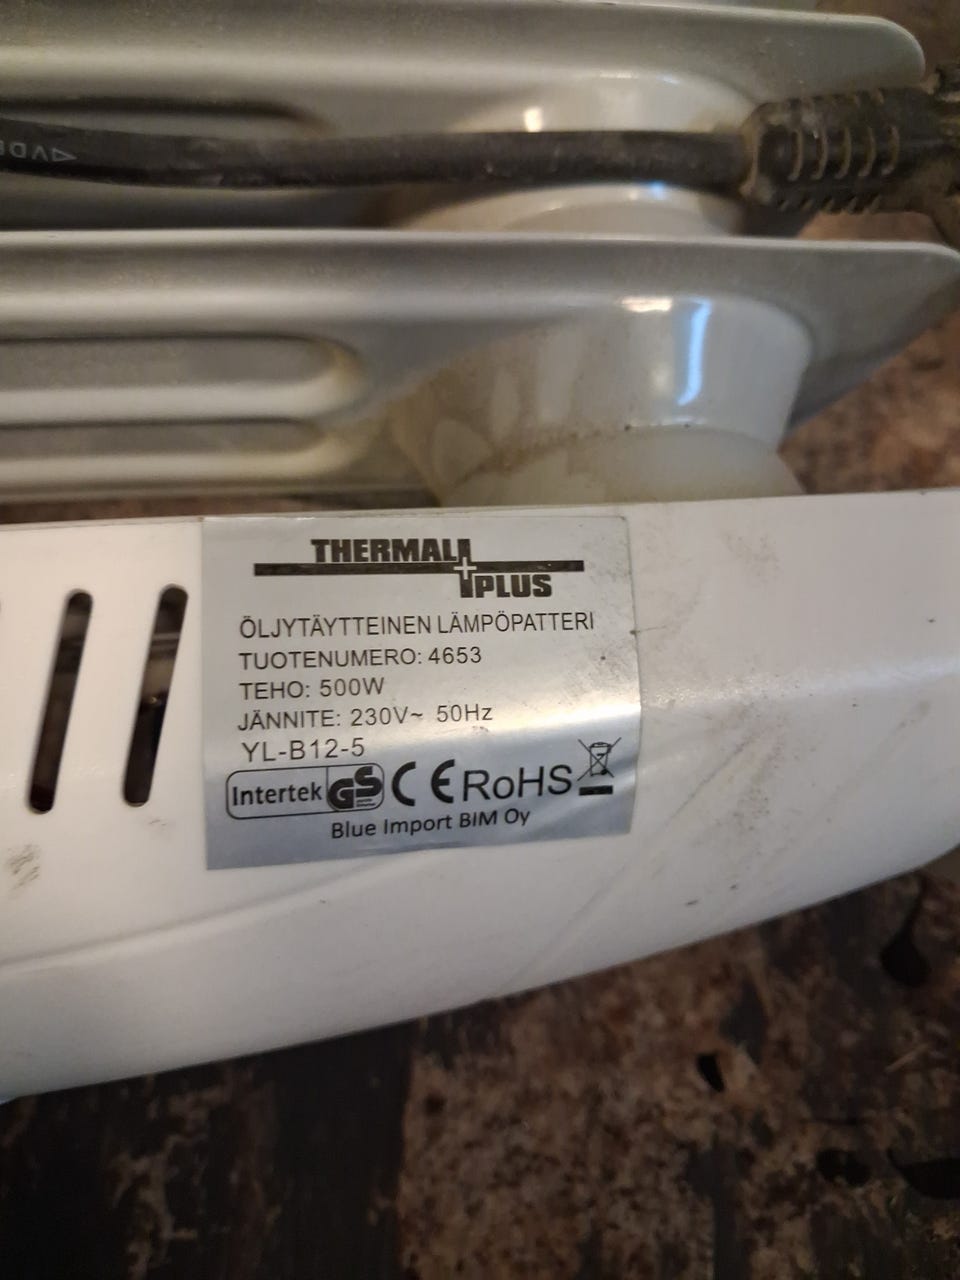 VDE
THERMAL
PLUS
ÖLJYTÄYTTEINEN LÄMPÖPATTERI
TUOTENUMERO: 4653
TEHO: 500W
JÄNNITE: 230V~ 50Hz
YL-B12-5
Intertek GS CE RoHS
Blue Import BIM Oy